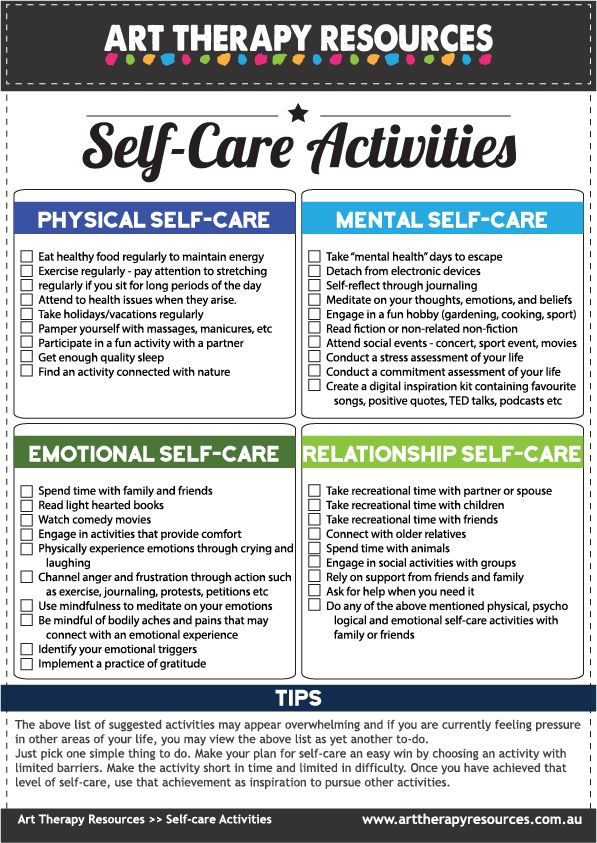 ART THERAPY RESOURCES
Self-Care Activities
PHYSICAL SELF-CARE
Eat healthy food regularly to maintain energy
Exercise regularly - pay attention to stretching
regularly if you sit for long periods of the day
Attend to health issues when they arise.
Take holidays/vacations regularly
Pamper yourself with massages, manicures, etc
Participate in a fun activity with a partner
Get enough quality sleep
Find an activity connected with nature
MENTAL SELF-CARE
Take “mental health” days to escape
Detach from electronic devices
Self-reflect through journaling
Meditate on your thoughts, emotions, and beliefs
Engage in a fun hobby (gardening, cooking, sport)
Read fiction or non-related non-fiction
Attend social events - concert, sport event, movies
Conduct a stress assessment of your life
Conduct a commitment assessment of your life
Create a digital inspiration kit containing favourite
songs, positive quotes, TED talks, podcasts etc
EMOTIONAL SELF-CARE
Spend time with family and friends
Read light hearted books
Watch comedy movies
Engage in activities that provide comfort
Physically experience emotions through crying and
laughing
Channel anger and frustration through action such
as exercise, journaling, protests, petitions etc
Use mindfulness to meditate on your emotions
Be mindful of bodily aches and pains that may
connect with an emotional experience
Identify your emotional triggers
Implement a practice of gratitude
RELATIONSHIP SELF-CARE
Take recreational time with partner or spouse
Take recreational time with children
Take recreational time with friends
Connect with older relatives
Spend time with animals
Engage in social activities with groups
Rely on support from friends and family
Ask for help when you need it
Do any of the above mentioned physical, psycho
logical and emotional self-care activities with
family or friends
TIPS
The above list of suggested activities may appear overwhelming and if you are currently feeling pressure
in other areas of your life, you may view the above list as yet another to-do.
Just pick one simple thing to do. Make your plan for self-care an easy win by choosing an activity with
limited barriers. Make the activity short in time and limited in difficulty. Once you have achieved that
level of self-care, use that achievement as inspiration to pursue other activities.
Art Therapy Resources >> Self-care Activities
www.arttherapyresources.com.au